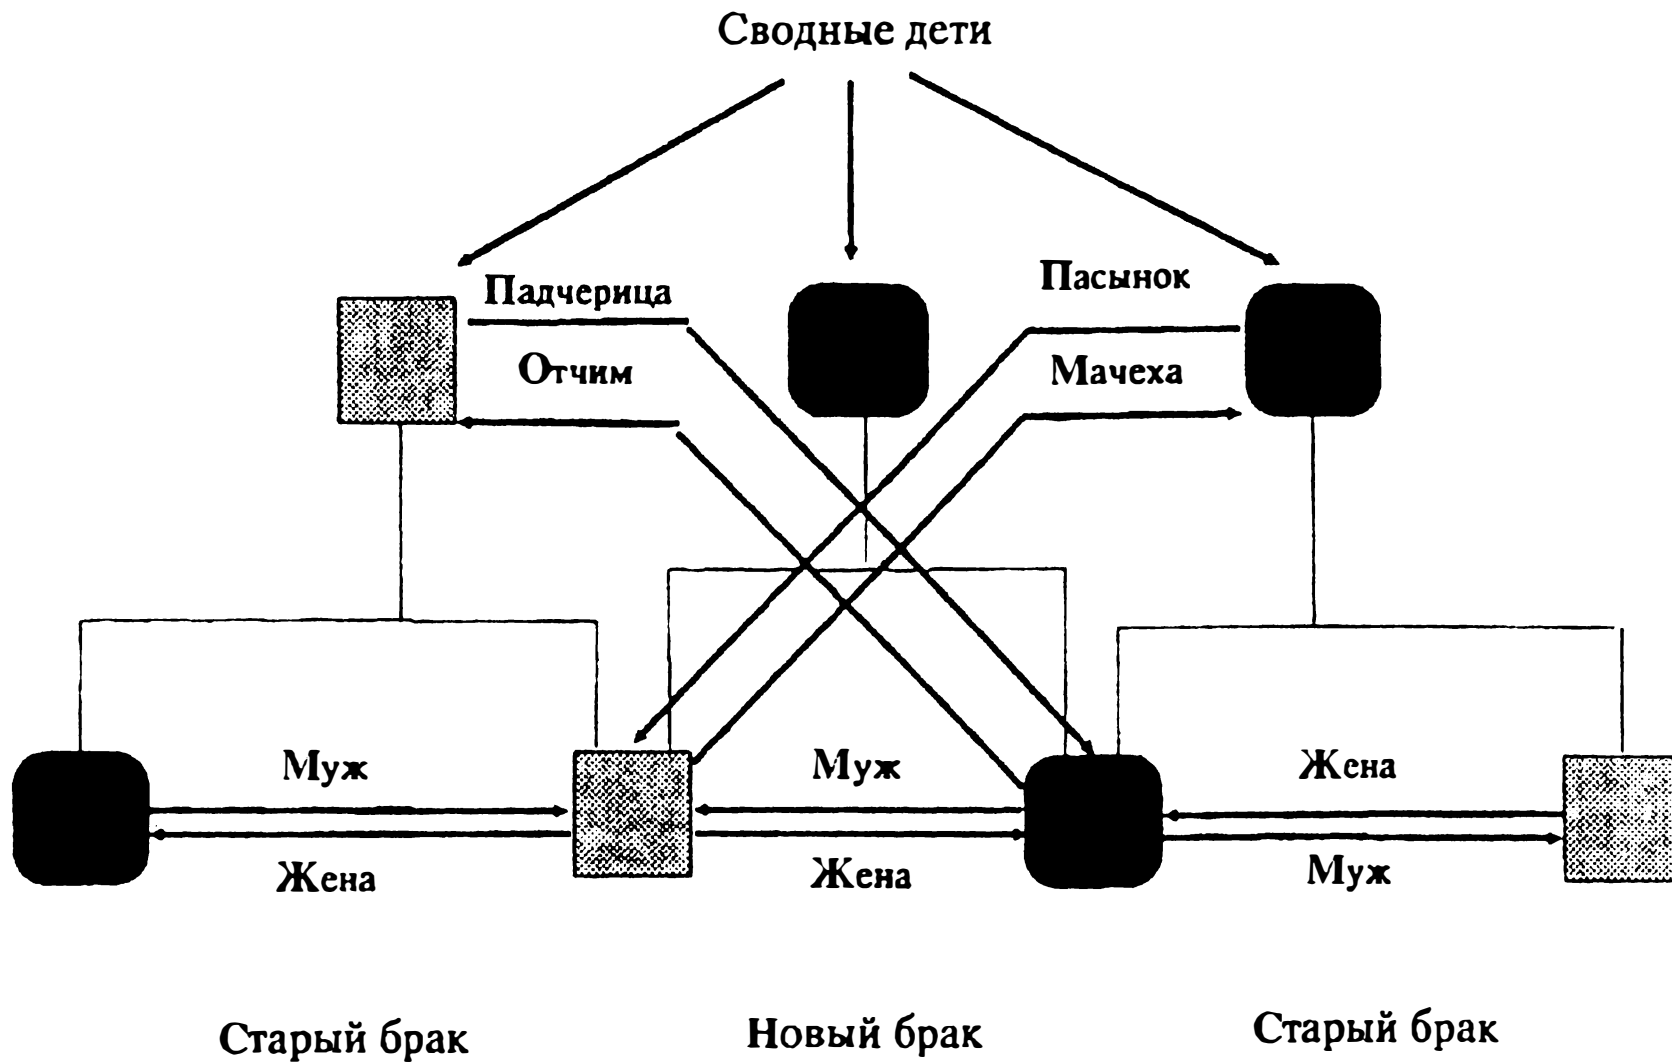 Сводные дети
Падчерица
Пасынок
Отчим
Мачеха
Муж
Муж
Жена
Жена
Жена
Муж
Старый брак
Новый брак
Старый брак